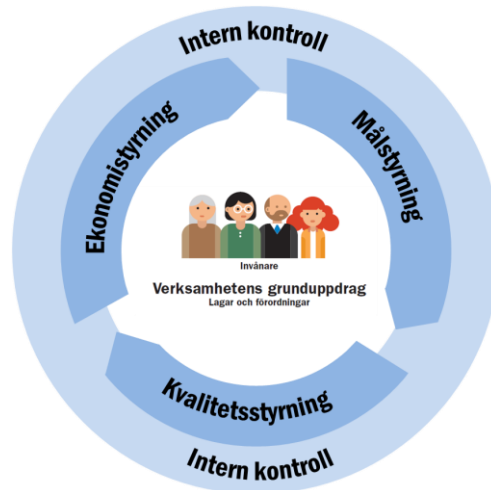 Intern kontroll
Ekonomistyrning
Målstyrning
Invånare
Verksamhetens grunduppdrag
Lagar och förordningar
Kvalitetsstyrning
Intern kontroll